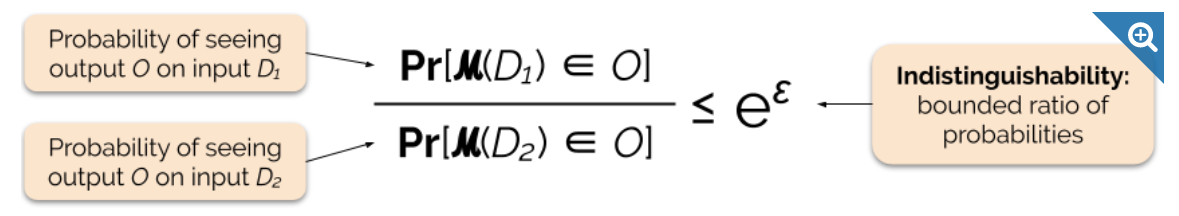 Probability of seeing
output O on input D₁
Pr[𝓜(D₁) ∈ O]
Probability of seeing
output O on input D₂
Pr[𝓜(D₂) ∈ O]
≤ e^ε
Indistinguishability:
bounded ratio of
probabilities